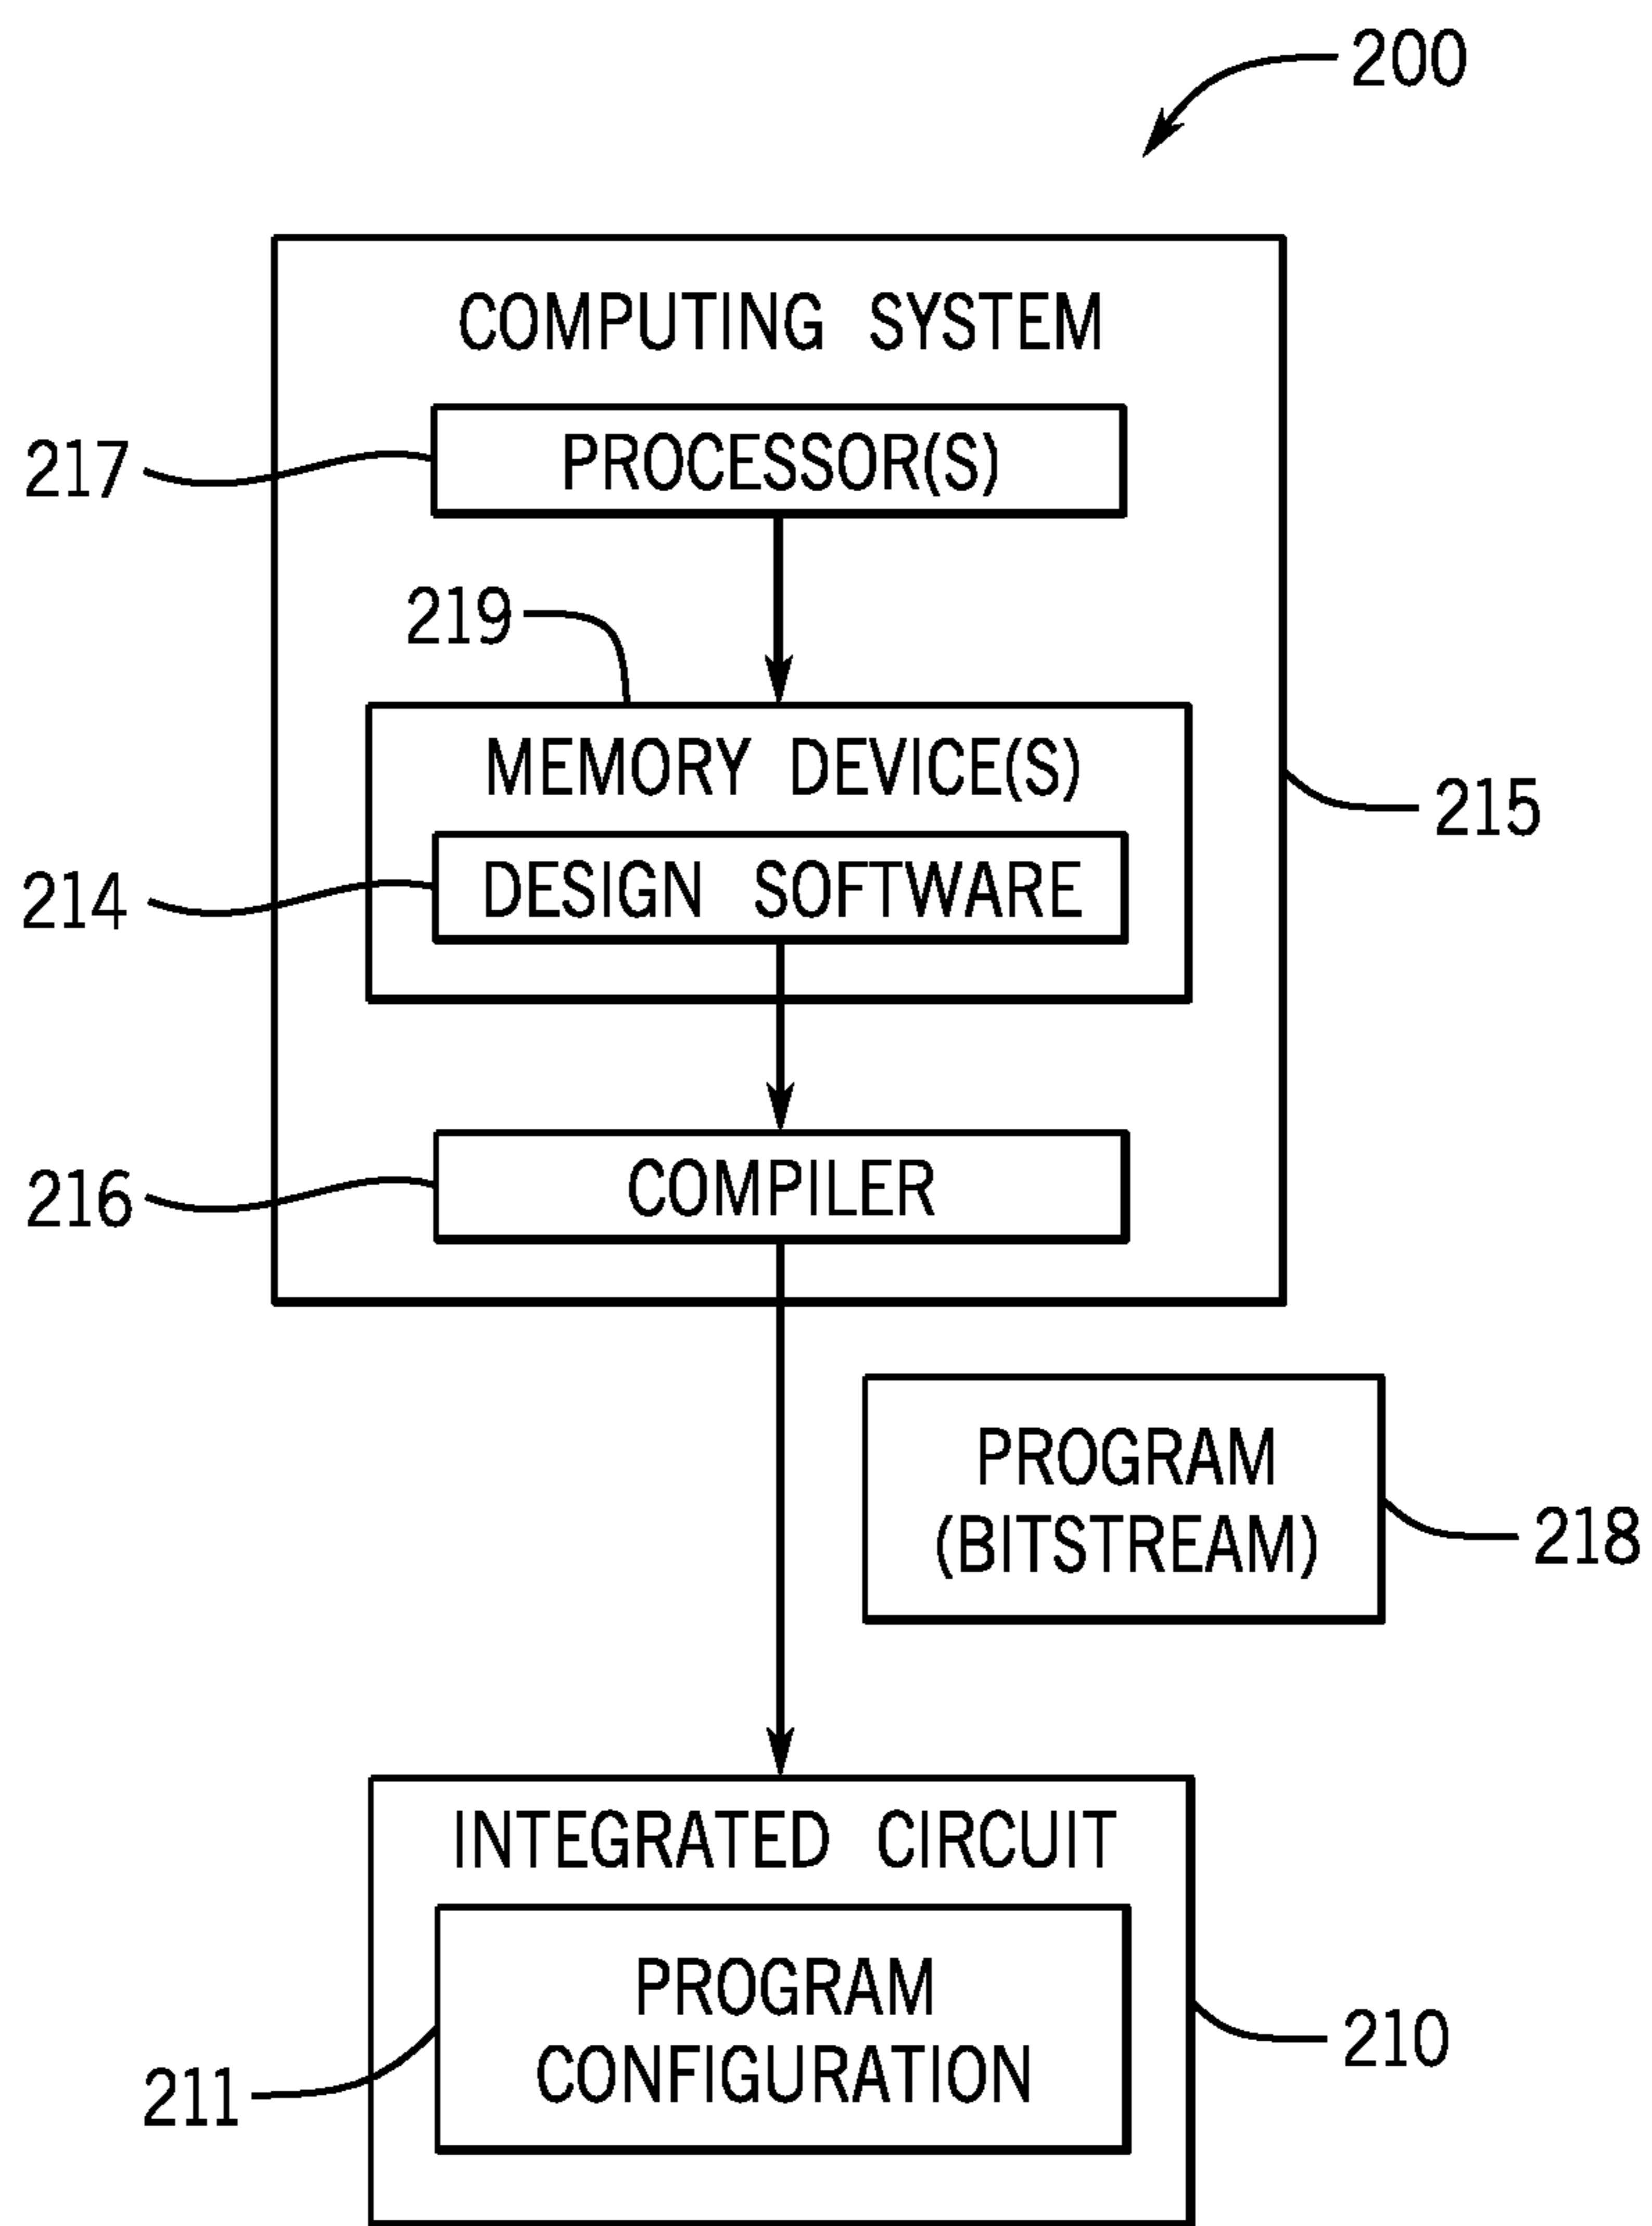 200
COMPUTING SYSTEM
217
PROCESSOR(S)
219
MEMORY DEVICE(S)
215
214
DESIGN SOFTWARE
216
COMPILER
PROGRAM
(BITSTREAM)
218
INTEGRATED CIRCUIT
PROGRAM
CONFIGURATION
210
211